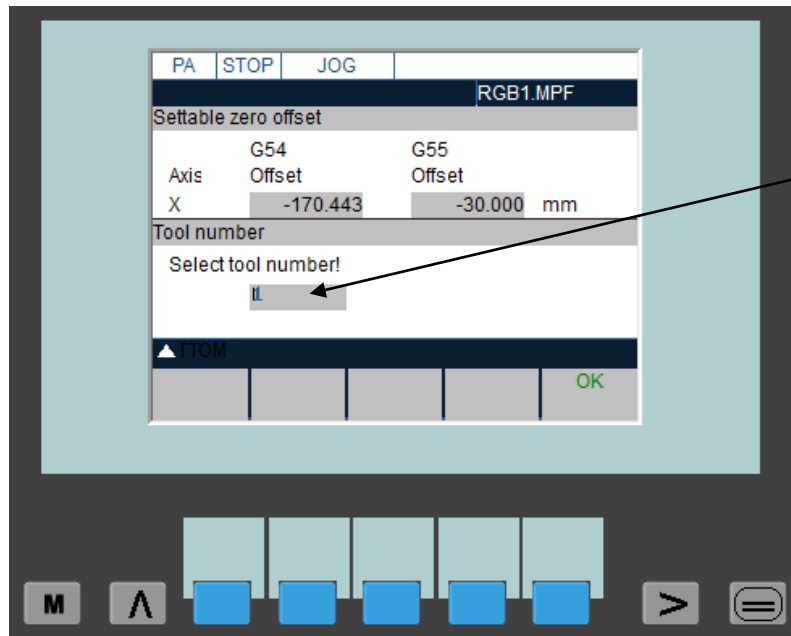 PA STOP JOG
RGB1.MPF
Settable zero offset
G54 G55
Axis Offset Offset
X -170.443 -30.000 mm
Tool number
Select tool number!
TTOM
OK
M Λ > =